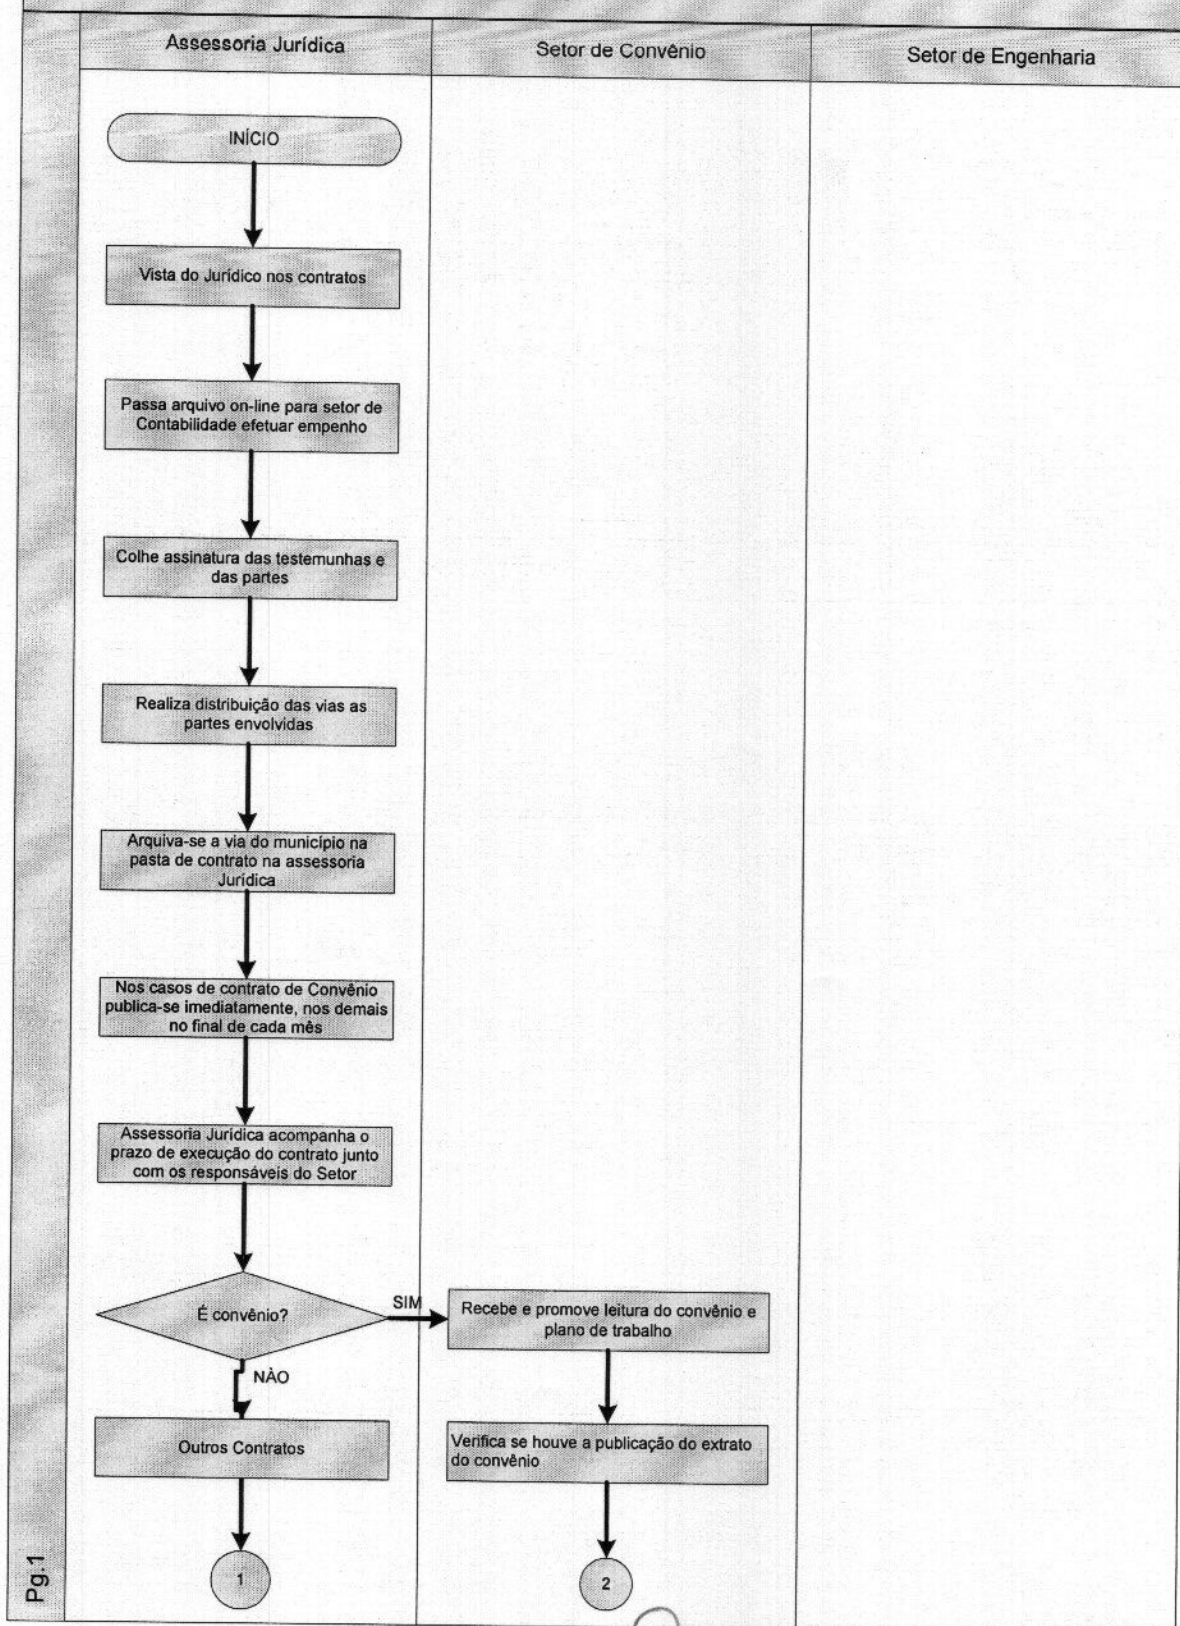 Assessoria Jurídica
Setor de Convênio
Setor de Engenharia
INÍCIO
Vista do Jurídico nos contratos
Passa arquivo on-line para setor de
Contabilidade efetuar empenho
Colhe assinatura das testemunhas e
das partes
Realiza distribuição das vias as
partes envolvidas
Arquiva-se a via do município na
pasta de contrato na assessoria
Jurídica
Nos casos de contrato de Convênio
publica-se imediatamente, nos demais
no final de cada mês
Assessoria Jurídica acompanha o
prazo de execução do contrato junto
com os responsáveis do Setor
É convênio?
SIM
Recebe e promove leitura do convênio e
plano de trabalho
NÀO
Outros Contratos
Verifica se houve a publicação do extrato
do convênio
1
2
Pg.1